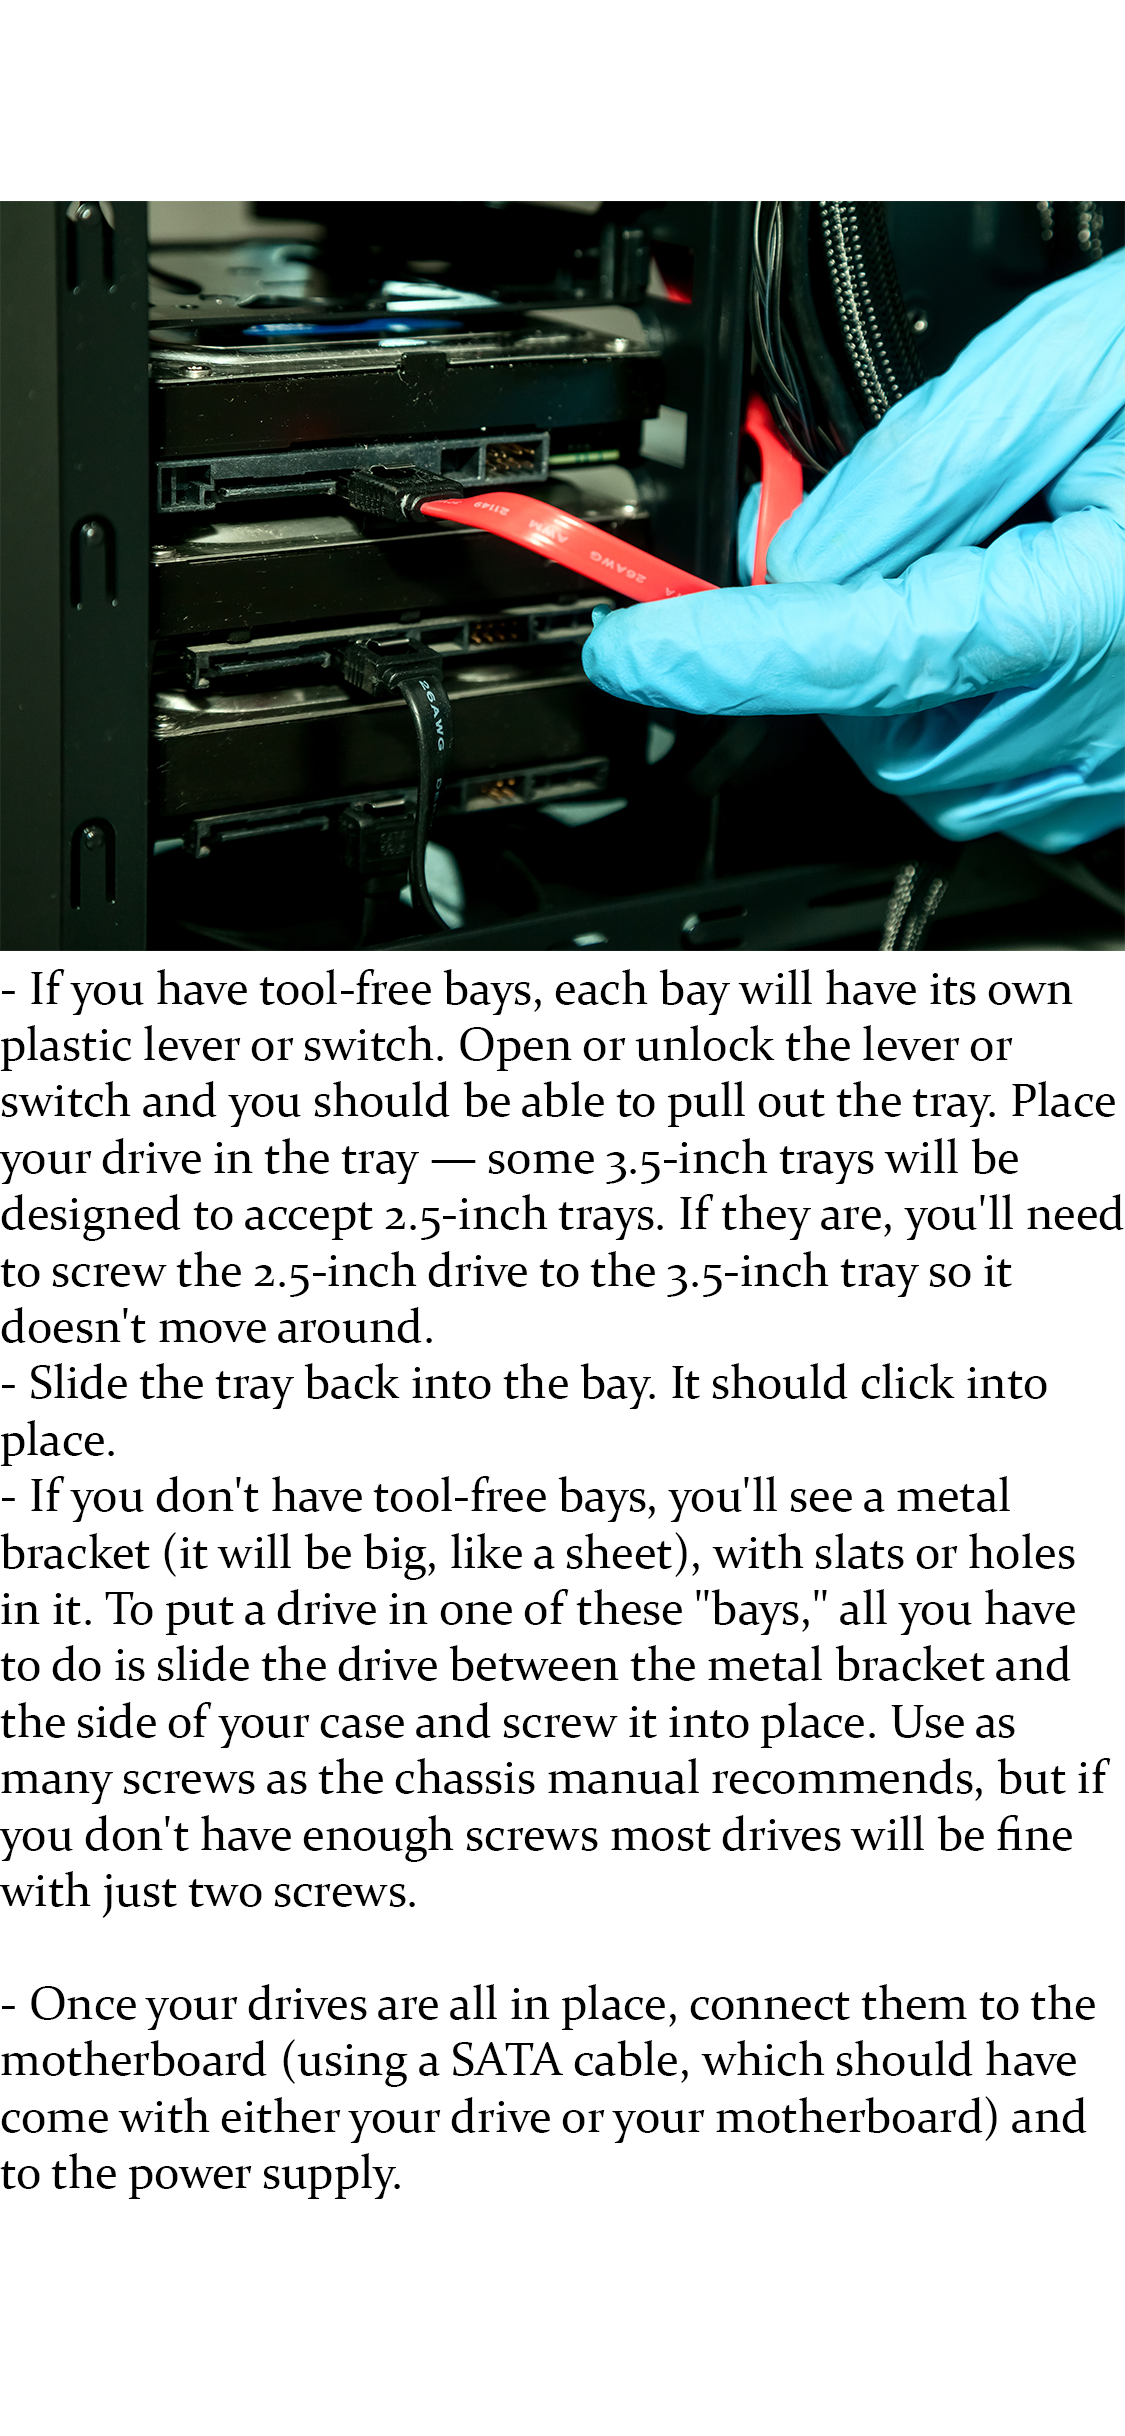 21149
AWM
26AWG
26AWG
- If you have tool-free bays, each bay will have its own
plastic lever or switch. Open or unlock the lever or
switch and you should be able to pull out the tray. Place
your drive in the tray — some 3.5-inch trays will be
designed to accept 2.5-inch trays. If they are, you'll need
to screw the 2.5-inch drive to the 3.5-inch tray so it
doesn't move around.
- Slide the tray back into the bay. It should click into
place.
- If you don't have tool-free bays, you'll see a metal
bracket (it will be big, like a sheet), with slats or holes
in it. To put a drive in one of these "bays," all you have
to do is slide the drive between the metal bracket and
the side of your case and screw it into place. Use as
many screws as the chassis manual recommends, but if
you don't have enough screws most drives will be fine
with just two screws.
- Once your drives are all in place, connect them to the
motherboard (using a SATA cable, which should have
come with either your drive or your motherboard) and
to the power supply.